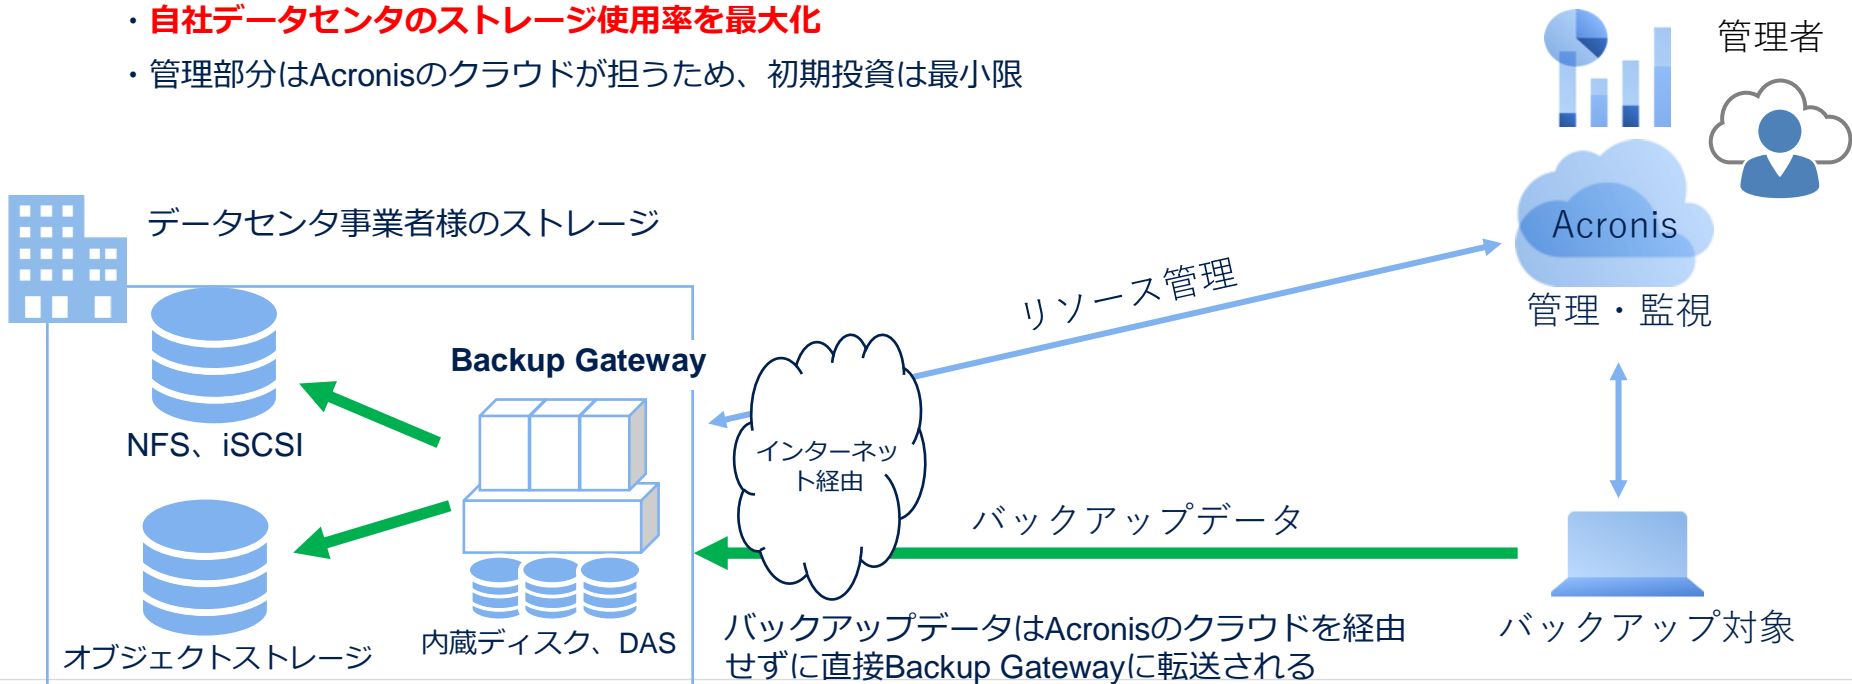 ・自社データセンタのストレージ使用率を最大化
・管理部分はAcronisのクラウドが担うため、初期投資は最小限
管理者
Acronis
管理・監視
データセンタ事業者様のストレージ
リソース管理
Backup Gateway
NFS、iSCSI
インターネッ
ト経由
バックアップデータ
オブジェクトストレージ
内蔵ディスク、DAS
バックアップデータはAcronisのクラウドを経由
せずに直接Backup Gatewayに転送される
バックアップ対象